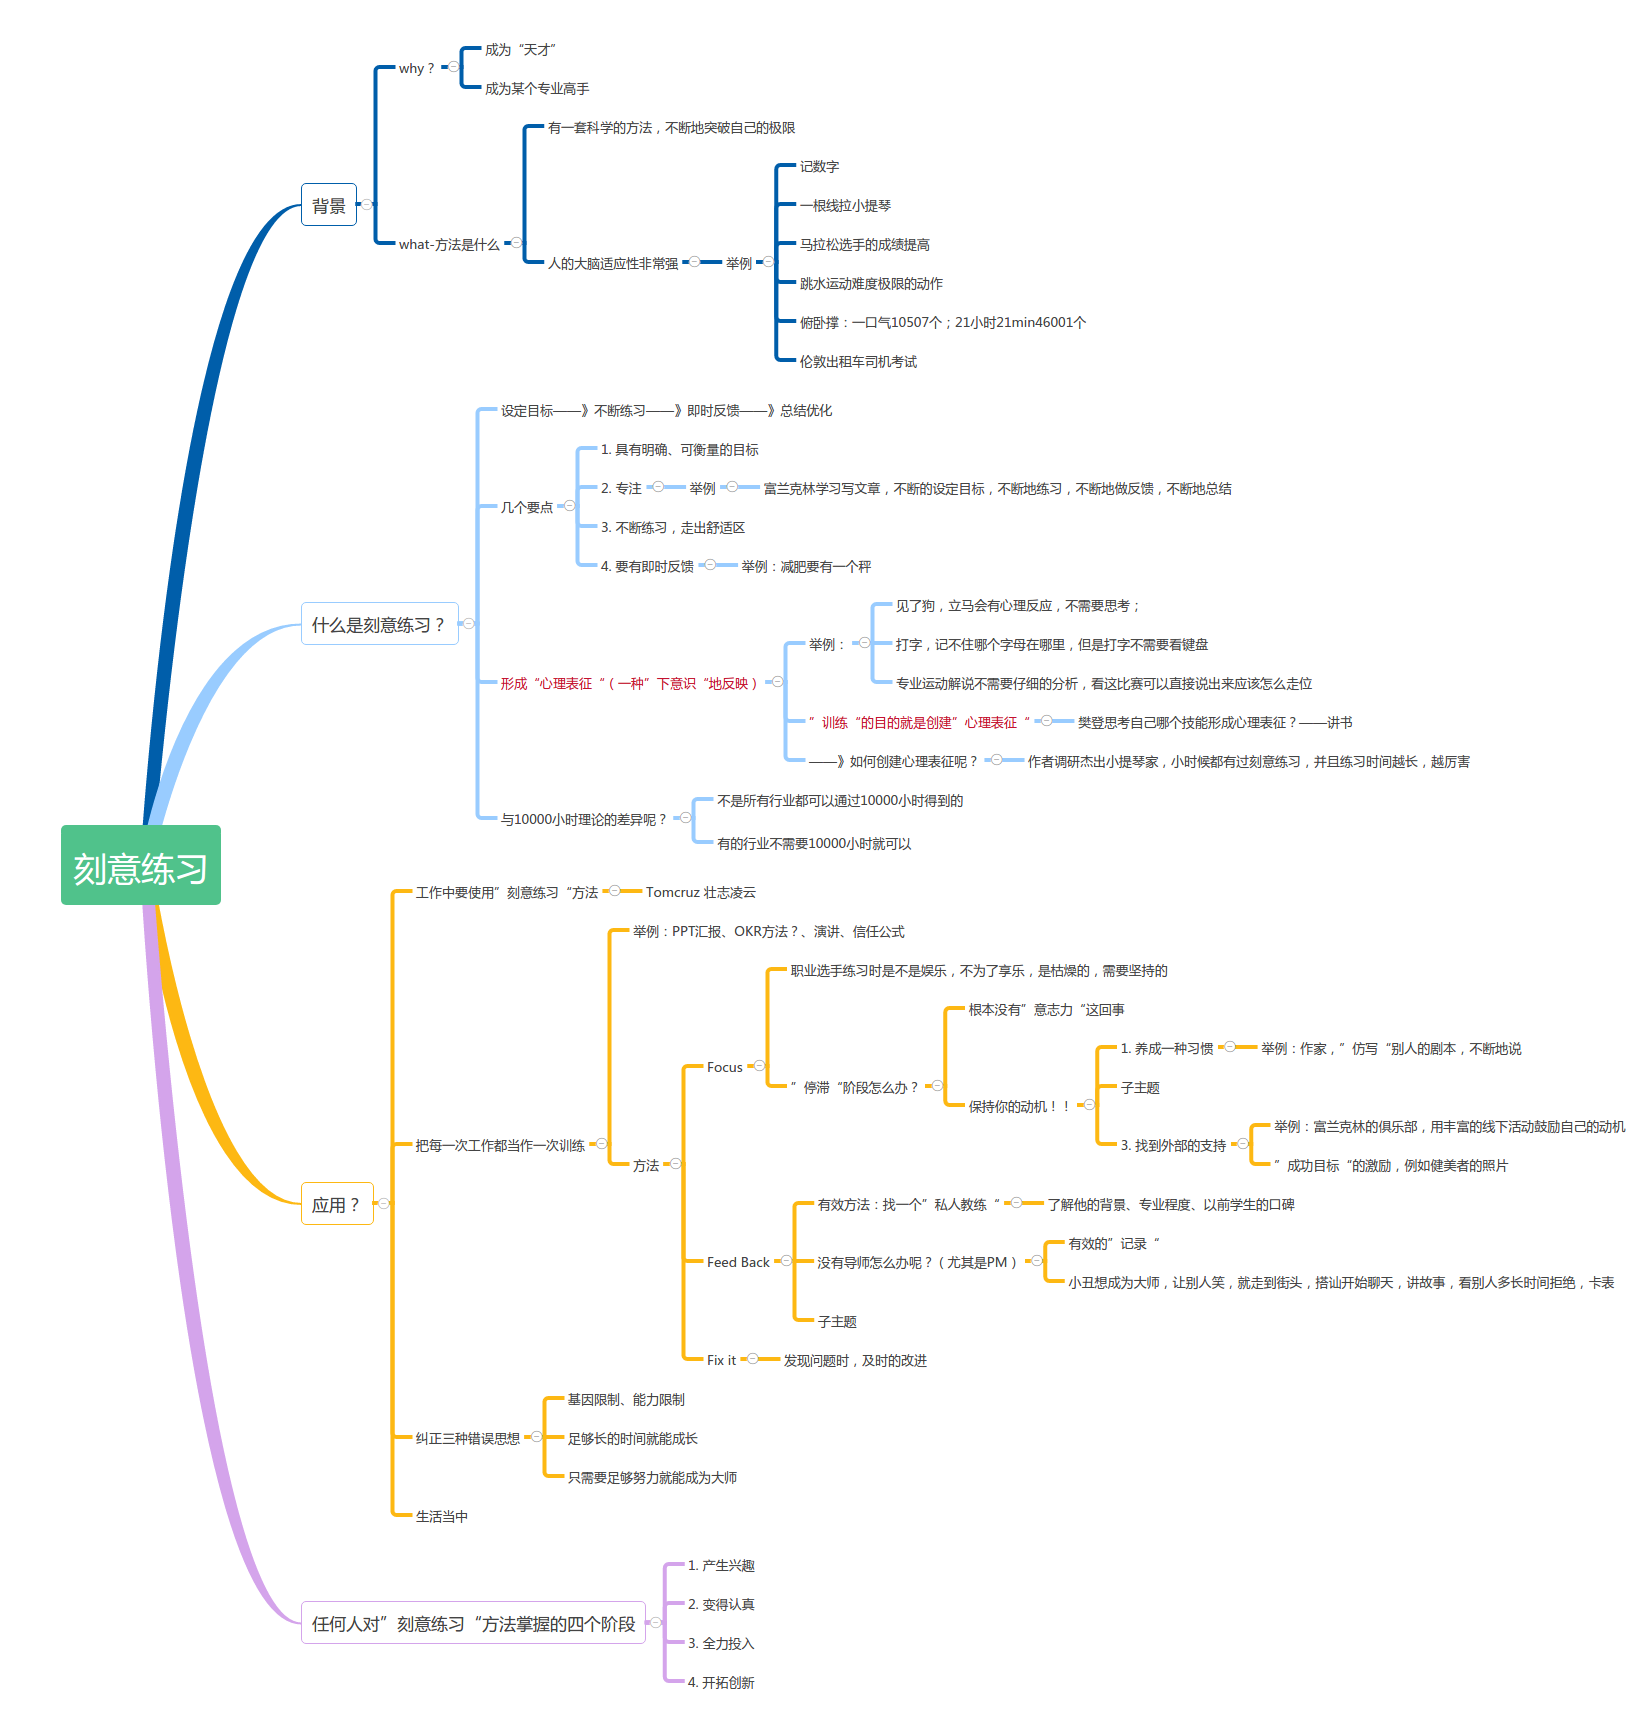 刻意练习
背景
why？
成为“天才”
成为某个专业高手
what-方法是什么
有一套科学的方法，不断地突破自己的极限
人的大脑适应性非常强
举例
记数字
一根线拉小提琴
马拉松选手的成绩提高
跳水运动难度极限的动作
俯卧撑：一口气10507个；21小时21min46001个
伦敦出租车司机考试
什么是刻意练习？
设定目标——》不断练习——》即时反馈——》总结优化
几个要点
1. 具有明确、可衡量的目标
2. 专注
举例
富兰克林学习写文章，不断的设定目标，不断地练习，不断地做反馈，不断地总结
3. 不断练习，走出舒适区
4. 要有即时反馈
举例：减肥要有一个秤
形成“心理表征“（一种”下意识“地反映）
举例：
见了狗，立马会有心理反应，不需要思考；
打字，记不住哪个字母在哪里，但是打字不需要看键盘
专业运动解说不需要仔细的分析，看这比赛可以直接说出来应该怎么走位
”训练“的目的就是创建”心理表征“
樊登思考自己哪个技能形成心理表征？——讲书
——》如何创建心理表征呢？
作者调研杰出小提琴家，小时候都有过刻意练习，并且练习时间越长，越厉害
与10000小时理论的差异呢？
不是所有行业都可以通过10000小时得到的
有的行业不需要10000小时就可以
应用？
工作中要使用”刻意练习“方法
Tomcruz 壮志凌云
把每一次工作都当作一次训练
举例：PPT汇报、OKR方法？、演讲、信任公式
方法
Focus
职业选手练习时是不是娱乐，不为了享乐，是枯燥的，需要坚持的
”停滞“阶段怎么办？
根本没有”意志力“这回事
保持你的动机！！
1. 养成一种习惯
举例：作家，”仿写“别人的剧本，不断地说
子主题
3. 找到外部的支持
举例：富兰克林的俱乐部，用丰富的线下活动鼓励自己的动机
”成功目标“的激励，例如健美者的照片
Feed Back
有效方法：找一个”私人教练“
了解他的背景、专业程度、以前学生的口碑
没有导师怎么办呢？（尤其是PM）
有效的”记录“
小丑想成为大师，让别人笑，就走到街头，搭讪开始聊天，讲故事，看别人多长时间拒绝，卡表
子主题
Fix it
发现问题时，及时的改进
纠正三种错误思想
基因限制、能力限制
足够长的时间就能成长
只需要足够努力就能成为大师
生活当中
任何人对”刻意练习“方法掌握的四个阶段
1. 产生兴趣
2. 变得认真
3. 全力投入
4. 开拓创新